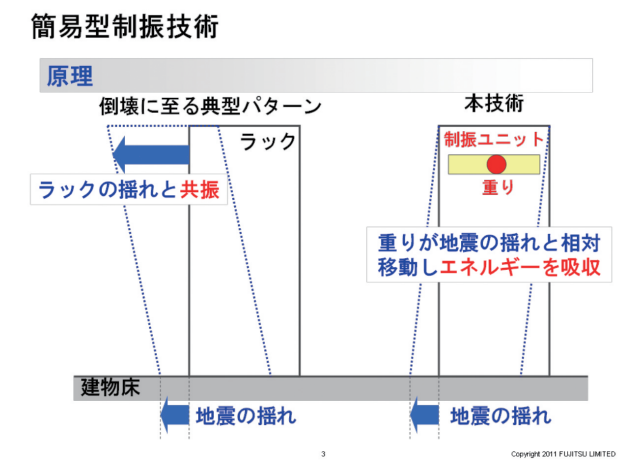 簡易型制振技術
原理
倒壊に至る典型パターン
本技術
ラック
制振ユニット
重り
ラックの揺れと共振
重りが地震の揺れと相対
移動しエネルギーを吸収
建物床
地震の揺れ
地震の揺れ
3
Copyright 2011 FUJITSU LIMITED